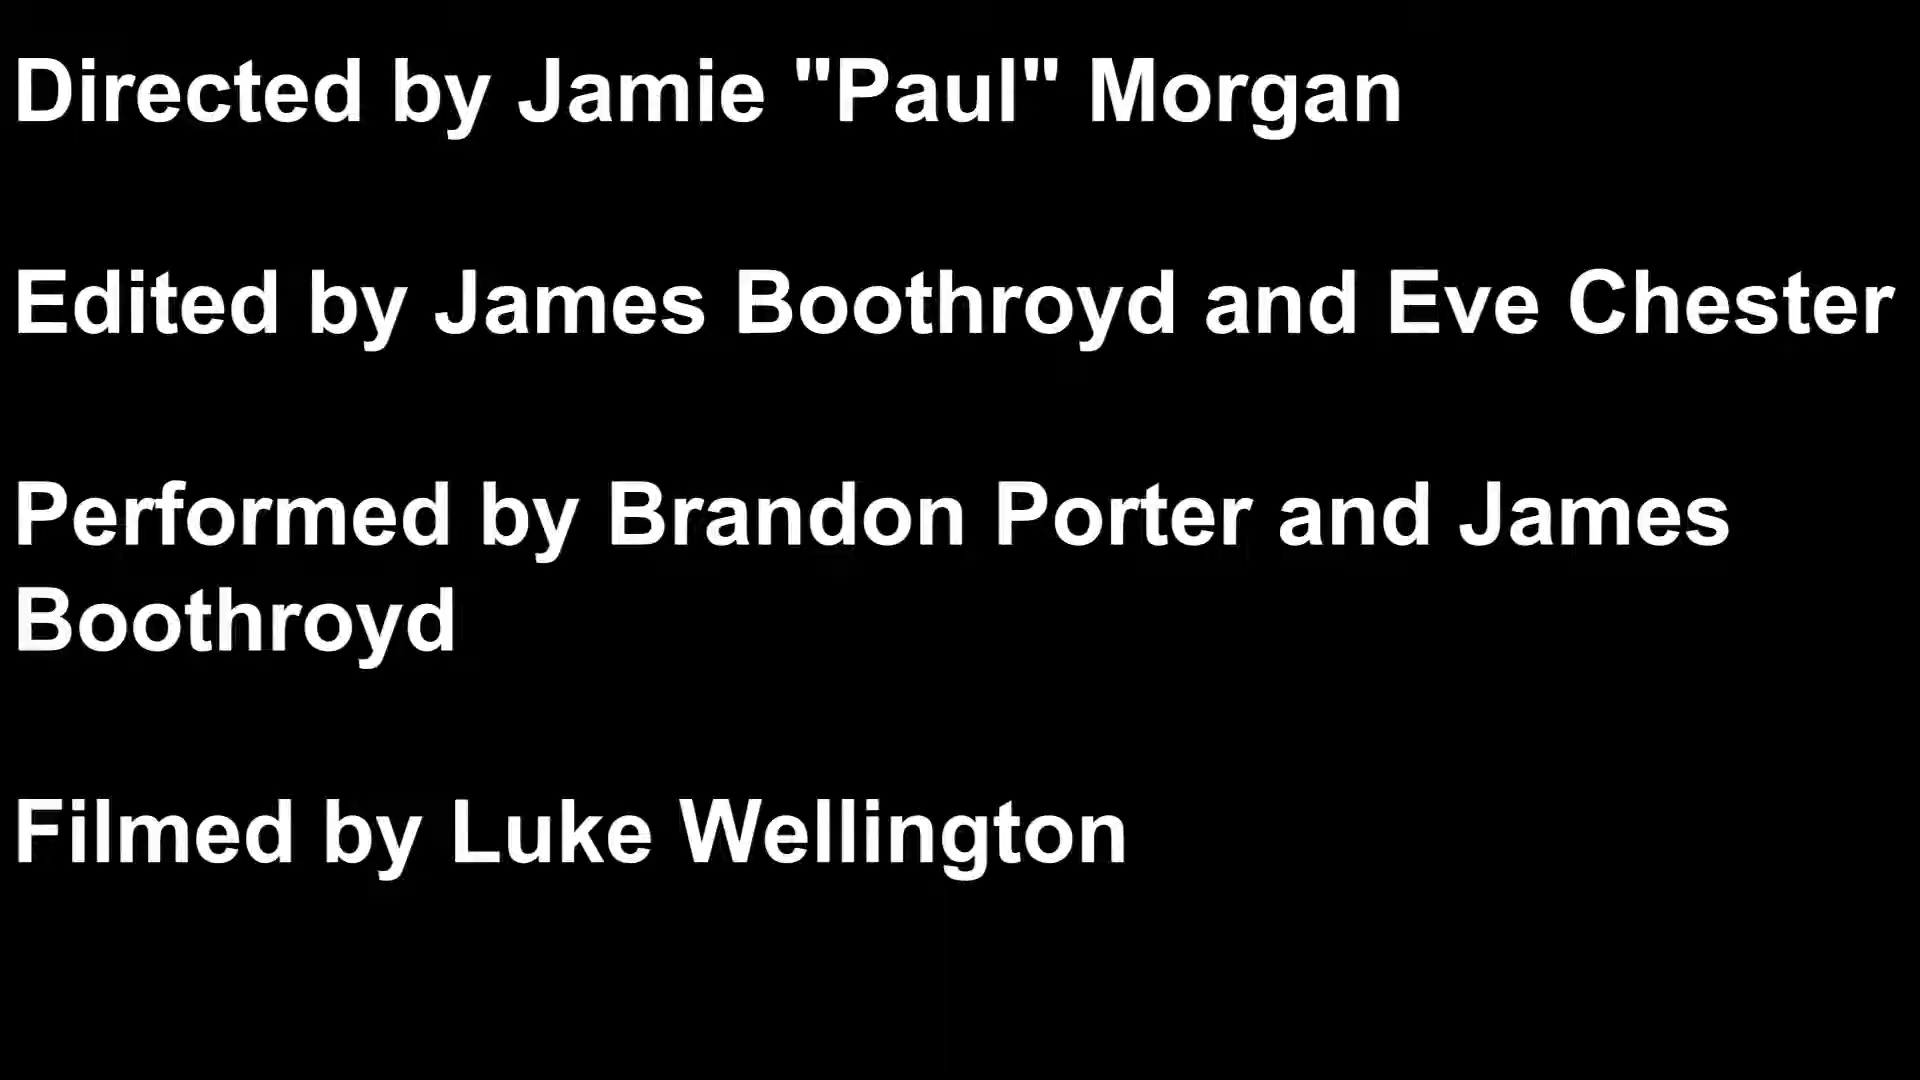 Directed by Jamie "Paul" Morgan
Edited by James Boothroyd and Eve Chester
Performed by Brandon Porter and James
Boothroyd
Filmed by Luke Wellington